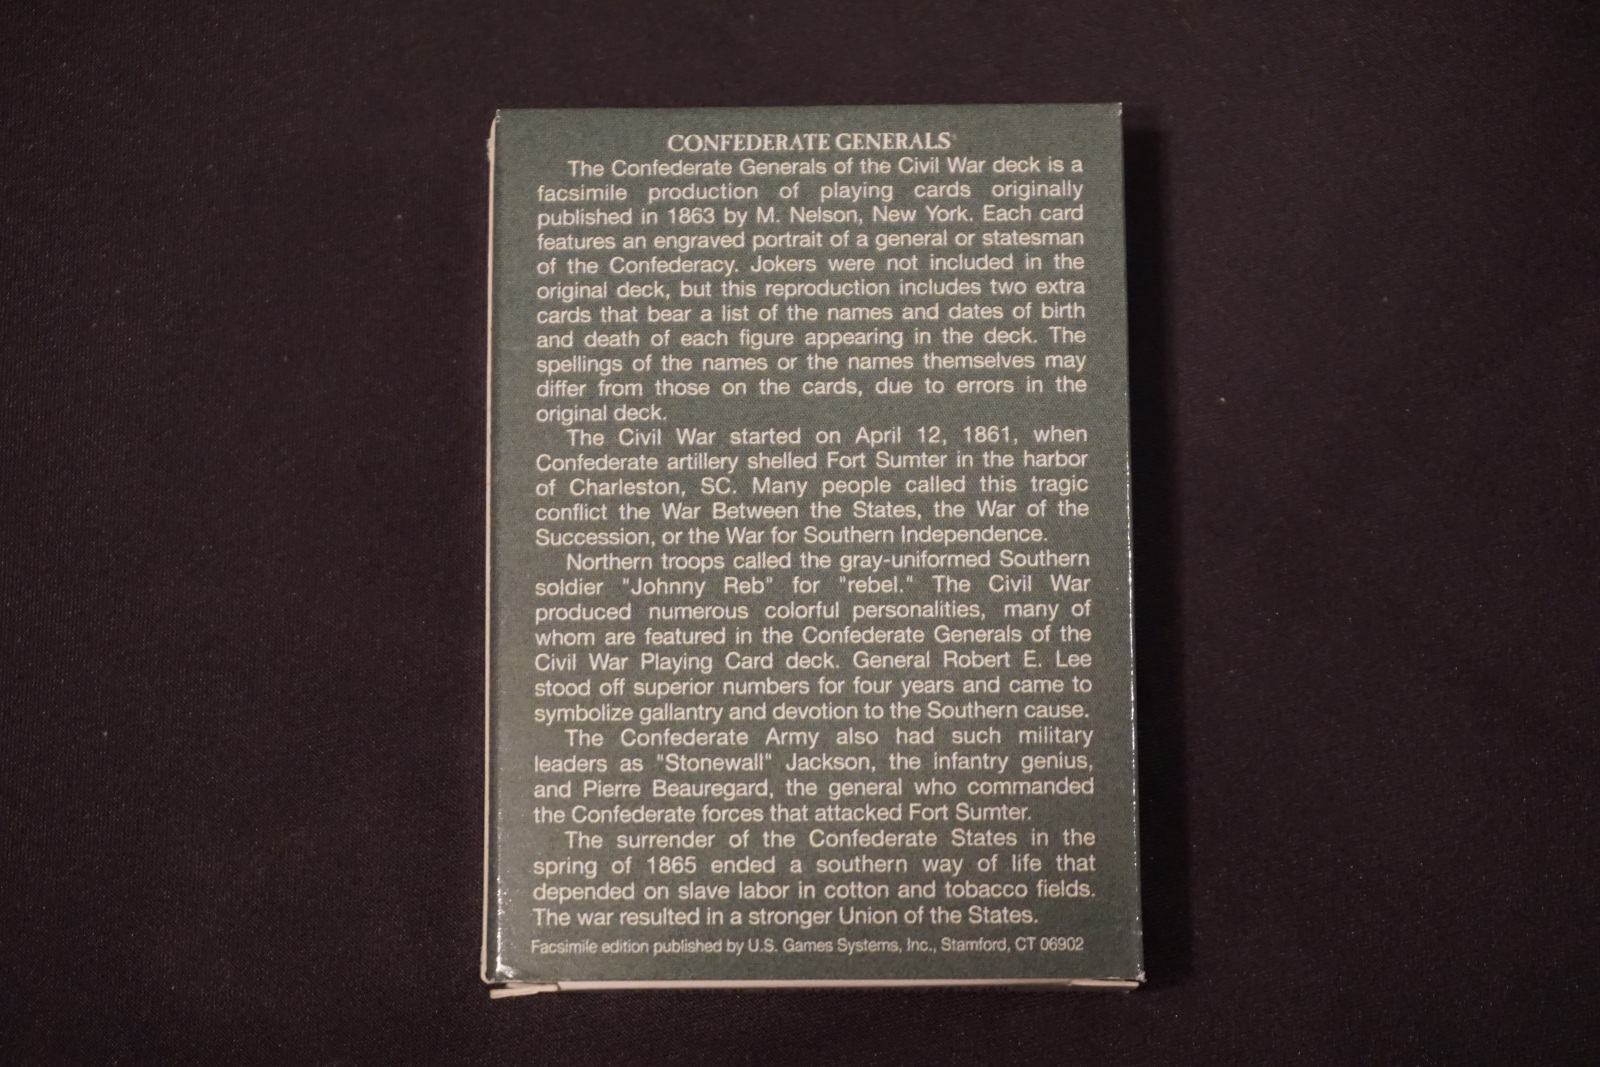 CONFEDERATE GENERALS®
The Confederate Generals of the Civil War deck is a
facsimile production of playing cards originally
published in 1863 by M. Nelson, New York. Each card
features an engraved portrait of a general or statesman
of the Confederacy. Jokers were not included in the
original deck, but this reproduction includes two extra
cards that bear a list of the names and dates of birth
and death of each figure appearing in the deck. The
spellings of the names or the names themselves may
differ from those on the cards, due to errors in the
original deck.
The Civil War started on April 12, 1861, when
Confederate artillery shelled Fort Sumter in the harbor
of Charleston, SC. Many people called this tragic
conflict the War Between the States, the War of the
Succession, or the War for Southern Independence.
Northern troops called the gray-uniformed Southern
soldier "Johnny Reb" for "rebel." The Civil War
produced numerous colorful personalities, many of
whom are featured in the Confederate Generals of the
Civil War Playing Card deck. General Robert E. Lee
stood off superior numbers for four years and came to
symbolize gallantry and devotion to the Southern cause.
The Confederate Army also had such military
leaders as "Stonewall" Jackson, the infantry genius,
and Pierre Beauregard, the general who commanded
the Confederate forces that attacked Fort Sumter.
The surrender of the Confederate States in the
spring of 1865 ended a southern way of life that
depended on slave labor in cotton and tobacco fields.
The war resulted in a stronger Union of the States.
Facsimile edition published by U.S. Games Systems, Inc., Stamford, CT 06902